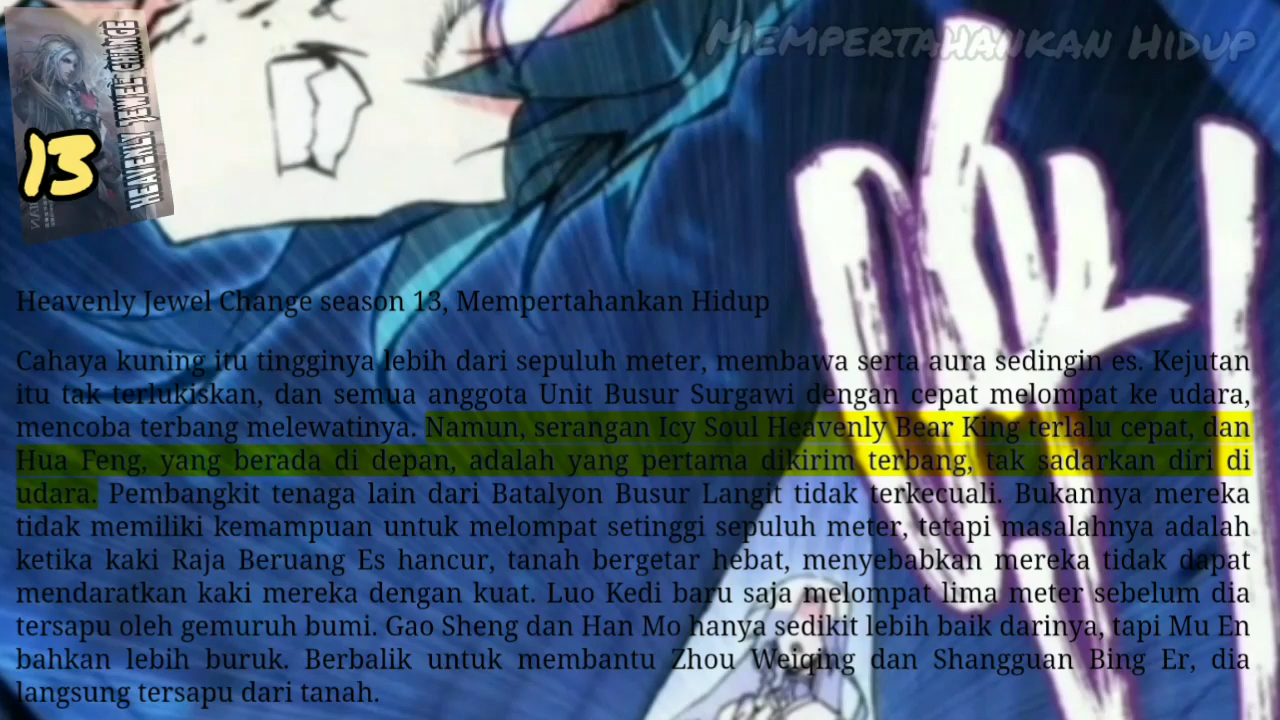 Mempertahankan Hidup
HEAVENLY JEWEL CHANGE
13
Heavenly Jewel Change season 13, Mempertahankan Hidup
Cahaya kuning itu tingginya lebih dari sepuluh meter, membawa serta aura sedingin es. Kejutan
itu tak terlukiskan, dan semua anggota Unit Busur Surgawi dengan cepat melompat ke udara,
mencoba terbang melewatinya. Namun, serangan Icy Soul Heavenly Bear King terlalu cepat, dan
Hua Feng, yang berada di depan, adalah yang pertama dikirim terbang, tak sadarkan diri di
udara. Pembangkit tenaga lain dari Batalyon Busur Langit tidak terkecuali. Bukannya mereka
tidak memiliki kemampuan untuk melompat setinggi sepuluh meter, tetapi masalahnya adalah
ketika kaki Raja Beruang Es hancur, tanah bergetar hebat, menyebabkan mereka tidak dapat
mendaratkan kaki mereka dengan kuat. Luo Kedi baru saja melompat lima meter sebelum dia
tersapu oleh gemuruh bumi. Gao Sheng dan Han Mo hanya sedikit lebih baik darinya, tapi Mu En
bahkan lebih buruk. Berbalik untuk membantu Zhou Weiqing dan Shangguan Bing Er, dia
langsung tersapu dari tanah.